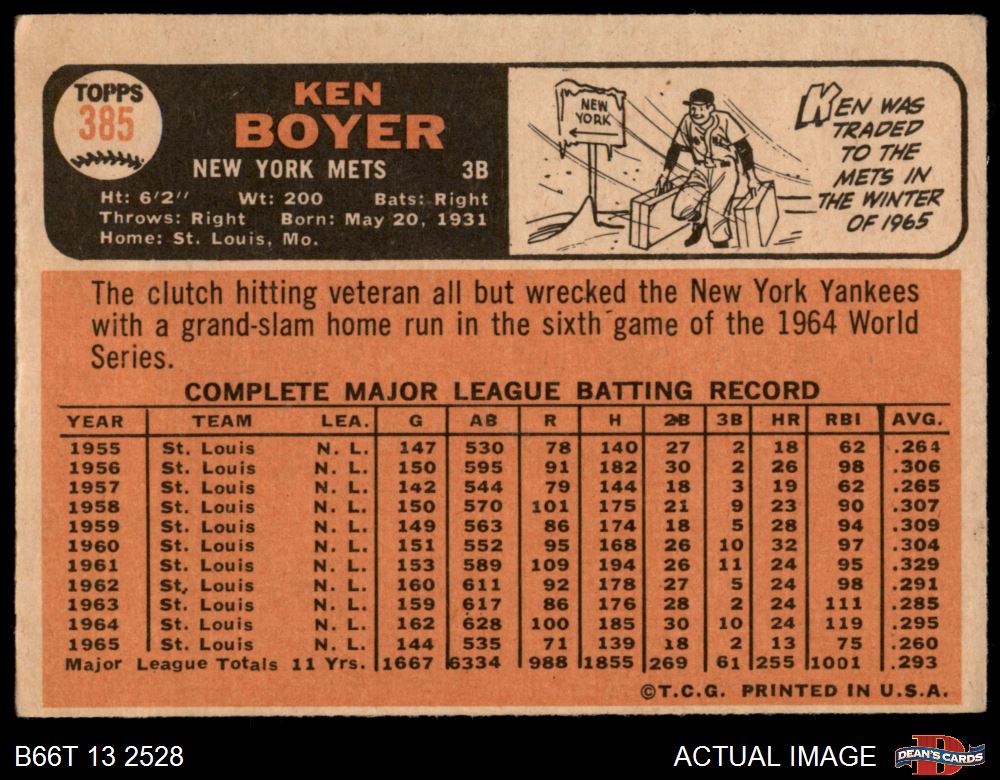 TOPPS
385
KEN
BOYER
NEW YORK METS 3B
Ht: 6'2" Wt: 200 Bats: Right
Throws: Right Born: May 20, 1931
Home: St. Louis, Mo.
NEW
YORK
KEN WAS
TRADED
TO THE
METS IN
THE WINTER
OF 1965
The clutch hitting veteran all but wrecked the New York Yankees
with a grand-slam home run in the sixth game of the 1964 World
Series.
COMPLETE MAJOR LEAGUE BATTING RECORD
YEAR TEAM LEA. G AB R H 2B 3B HR RBI AVG.
1955 St. Louis N. L. 147 530 78 140 27 2 18 62 .264
1956 St. Louis N. L. 150 595 91 182 30 2 26 98 .306
1957 St. Louis N. L. 142 544 79 144 18 3 19 62 .265
1958 St. Louis N. L. 150 570 101 175 21 9 23 90 .307
1959 St. Louis N. L. 149 563 86 174 18 5 28 94 .309
1960 St. Louis N. L. 151 552 95 168 26 10 32 97 .304
1961 St. Louis N. L. 153 589 109 194 26 11 24 95 .329
1962 St. Louis N. L. 160 611 92 178 27 5 24 98 .291
1963 St. Louis N. L. 159 617 86 176 28 2 24 111 .285
1964 St. Louis N. L. 162 628 100 185 30 10 24 119 .295
1965 St. Louis N. L. 144 535 71 139 18 2 13 75 .260
Major League Totals 11 Yrs. 1667 6334 988 1855 269 61 255 1001 .293
©T.C.G. PRINTED IN U.S.A.
B66T 13 2528 ACTUAL IMAGE DEAN'S CARDS